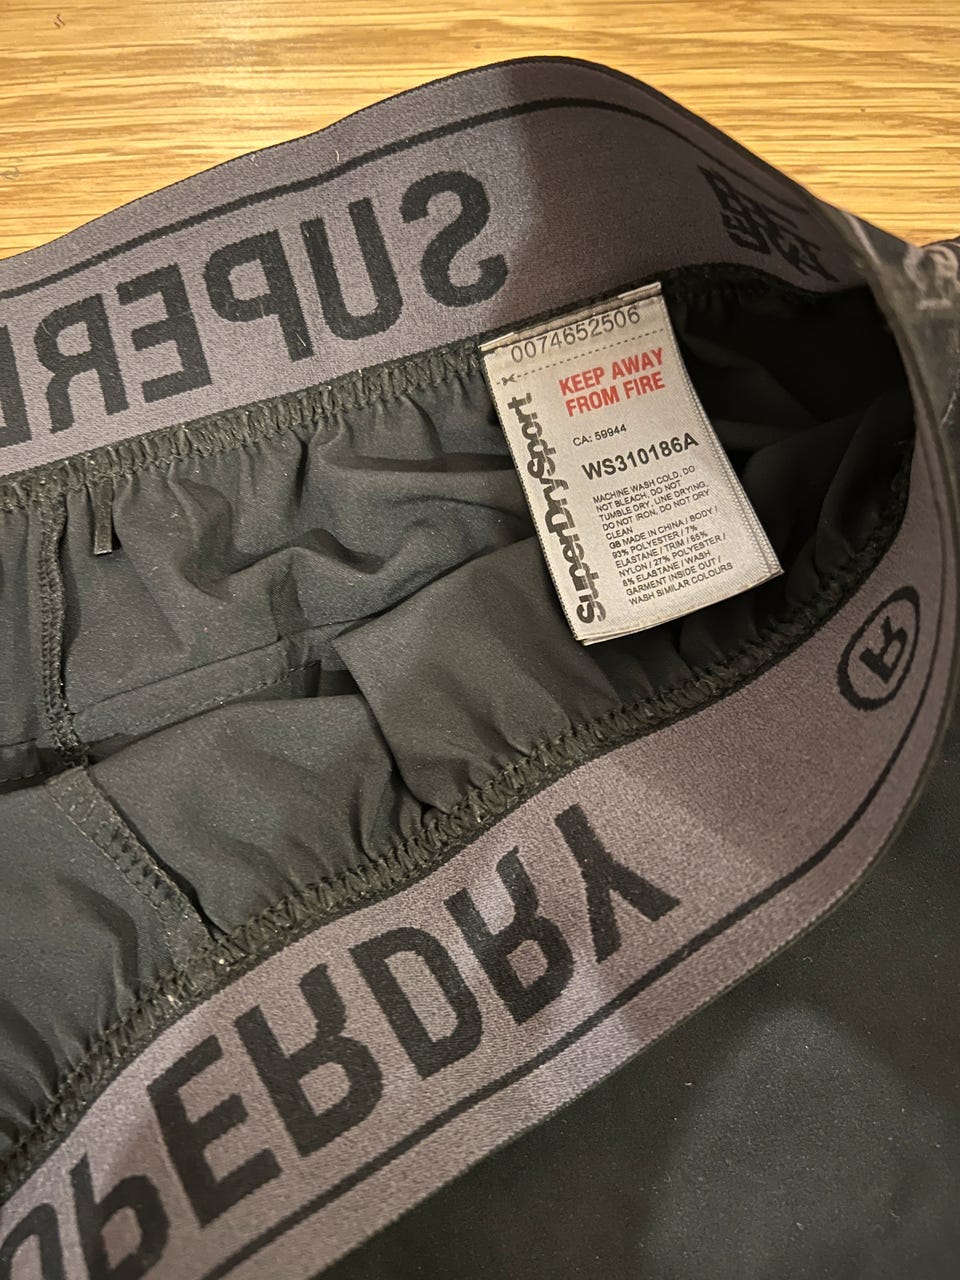 SUPER
0074652506
KEEP AWAY
FROM FIRE
CA: 59944
WS310186A
MACHINE WASH COLD, DO
NOT BLEACH, DO NOT
TUMBLE DRY, LINE DRYING,
DO NOT IRON, DO NOT DRY
CLEAN
GB MADE IN CHINA / BODY /
93% POLYESTER / 7%
ELASTANE / TRIM / 65%
NYLON / 27% POLYESTER /
8% ELASTANE / WASH
GARMENT INSIDE OUT /
WASH SIMILAR COLOURS
SuperDrySport
®
UPERDRY